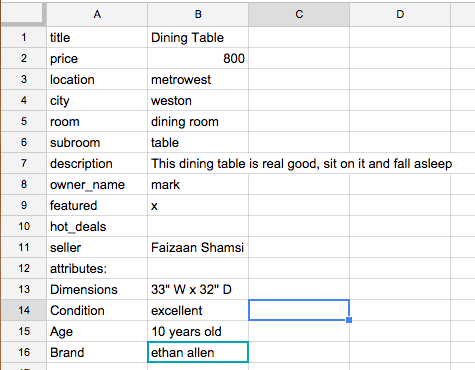 A B C D
1 title Dining Table
2 price 800
3 location metrowest
4 city weston
5 room dining room
6 subroom table
7 description This dining table is real good, sit on it and fall asleep
8 owner_name mark
9 featured x
10 hot_deals
11 seller Faizaan Shamsi
12 attributes:
13 Dimensions 33" W x 32" D
14 Condition excellent
15 Age 10 years old
16 Brand ethan allen